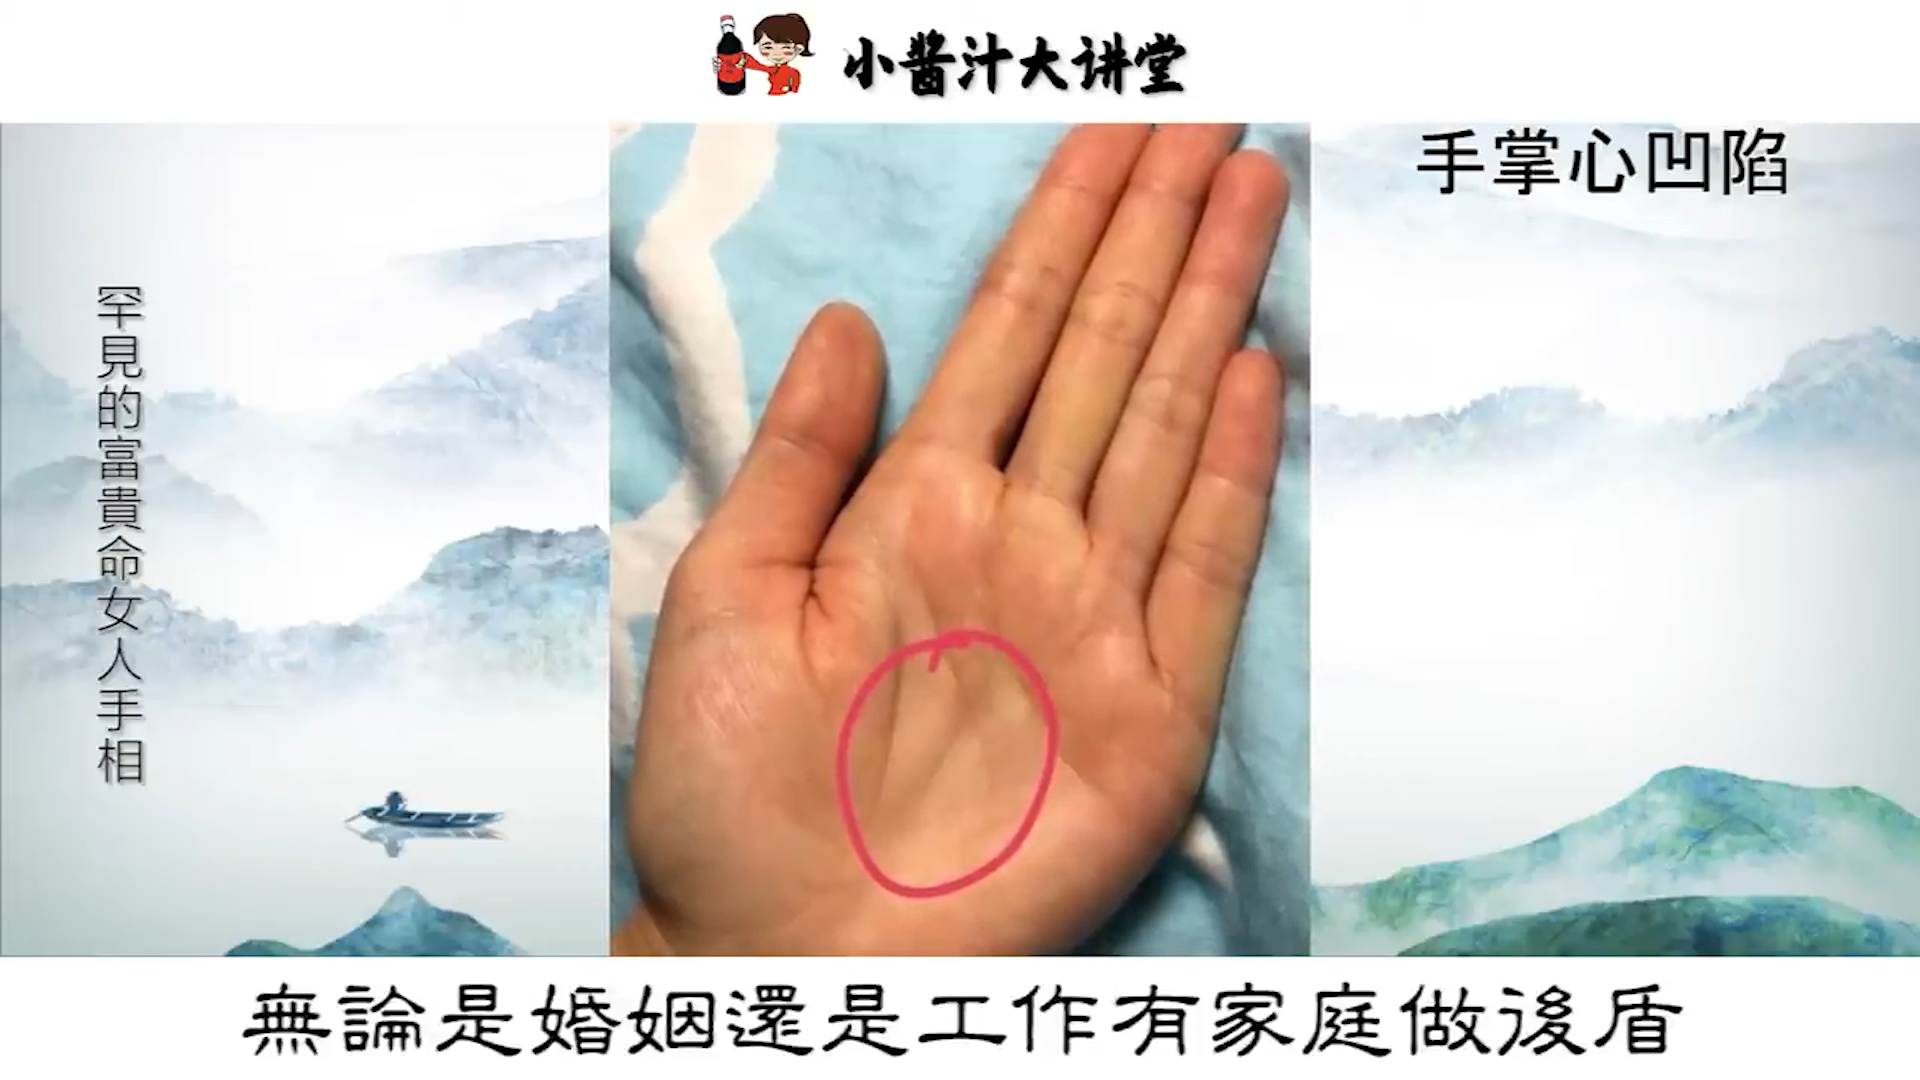 小酱汁大讲堂
手掌心凹陷
罕見的富貴命女人手相
無論是婚姻還是工作有家庭做後盾